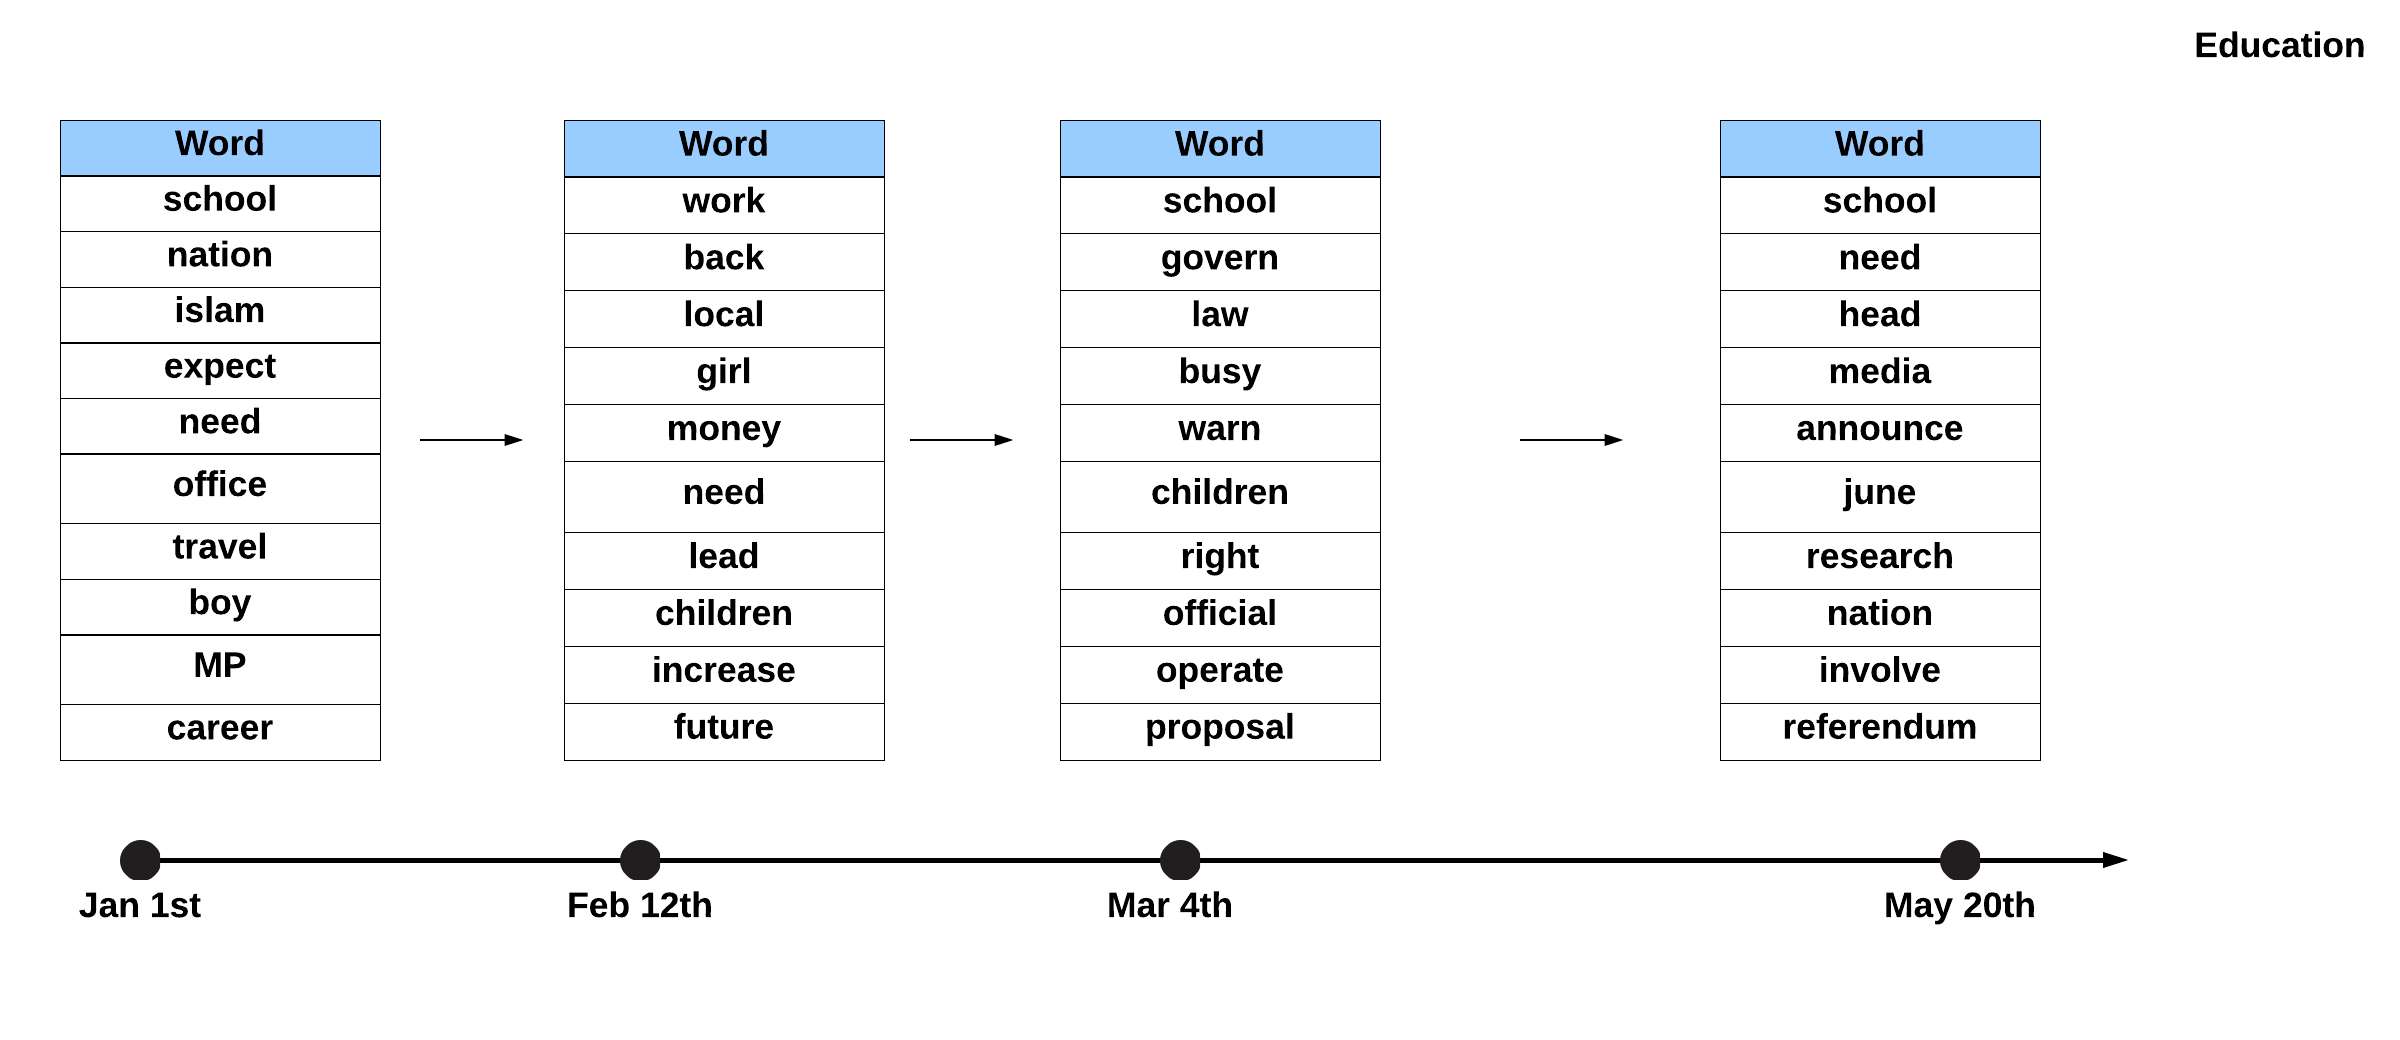 Education
Word
school
nation
islam
expect
need
office
travel
boy
MP
career
Word
work
back
local
girl
money
need
lead
children
increase
future
Word
school
govern
law
busy
warn
children
right
official
operate
proposal
Word
school
need
head
media
announce
june
research
nation
involve
referendum
Jan 1st
Feb 12th
Mar 4th
May 20th